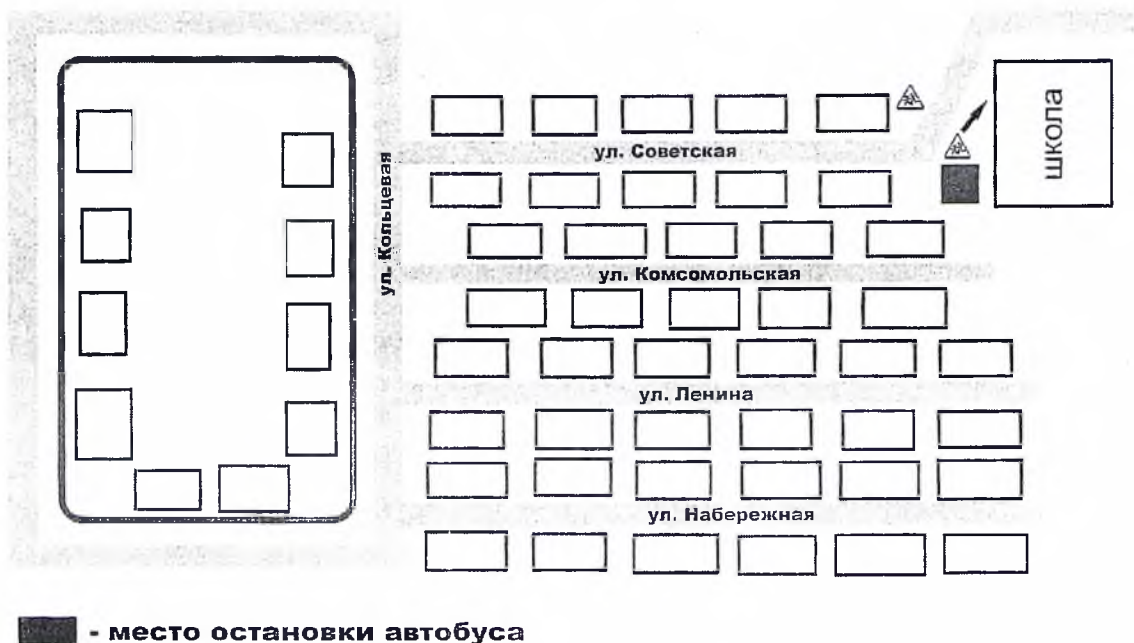 ул. Советская
школа
ул. Кольцевая
ул. Комсомольская
ул. Ленина
ул. Набережная
- место остановки автобуса